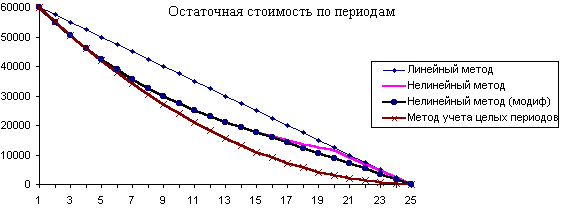 Остаточная стоимость по периодам
60000
50000
40000
30000
20000
10000
0
1 3 5 7 9 11 13 15 17 19 21 23 25
Линейный метод
Нелинейный метод
Нелинейный метод (модиф)
Метод учета целых периодов